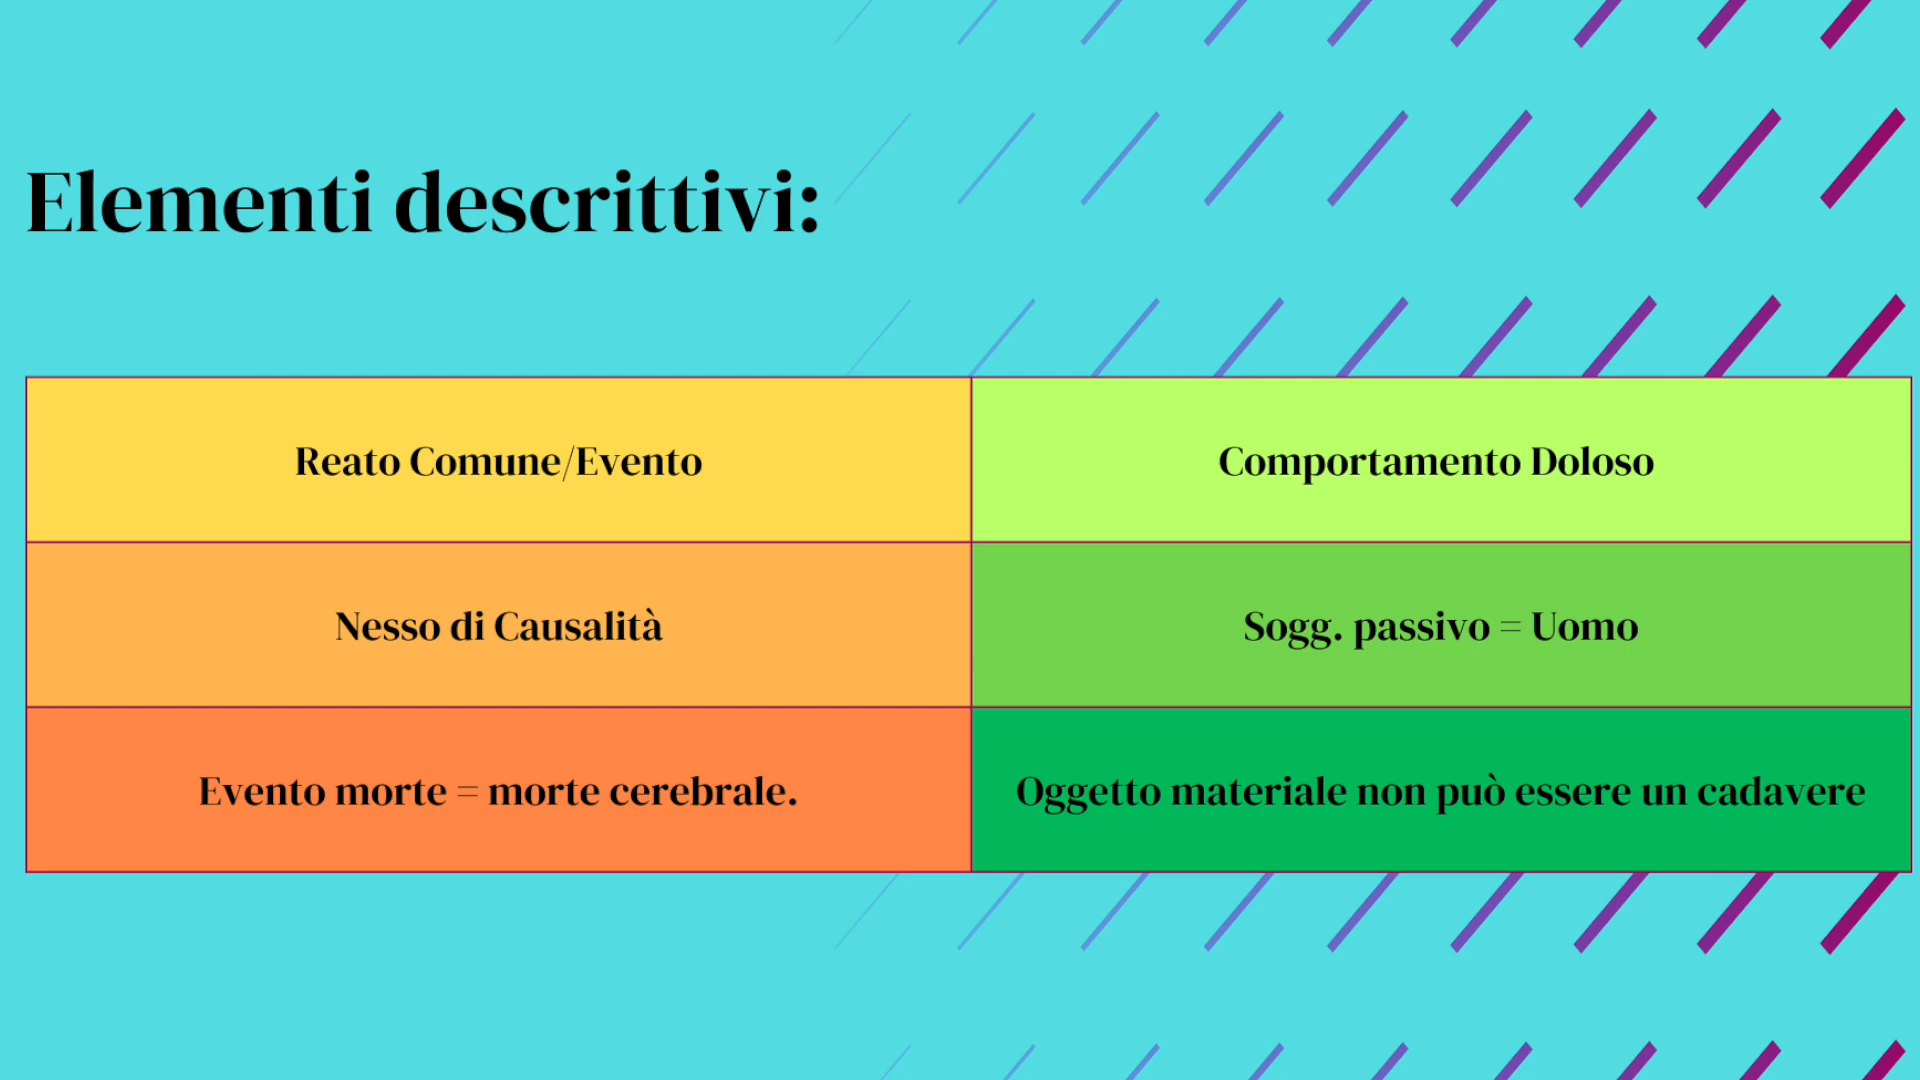 Elementi descrittivi:
Reato Comune/Evento
Comportamento Doloso
Nesso di Causalità
Sogg. passivo = Uomo
Evento morte = morte cerebrale.
Oggetto materiale non può essere un cadavere